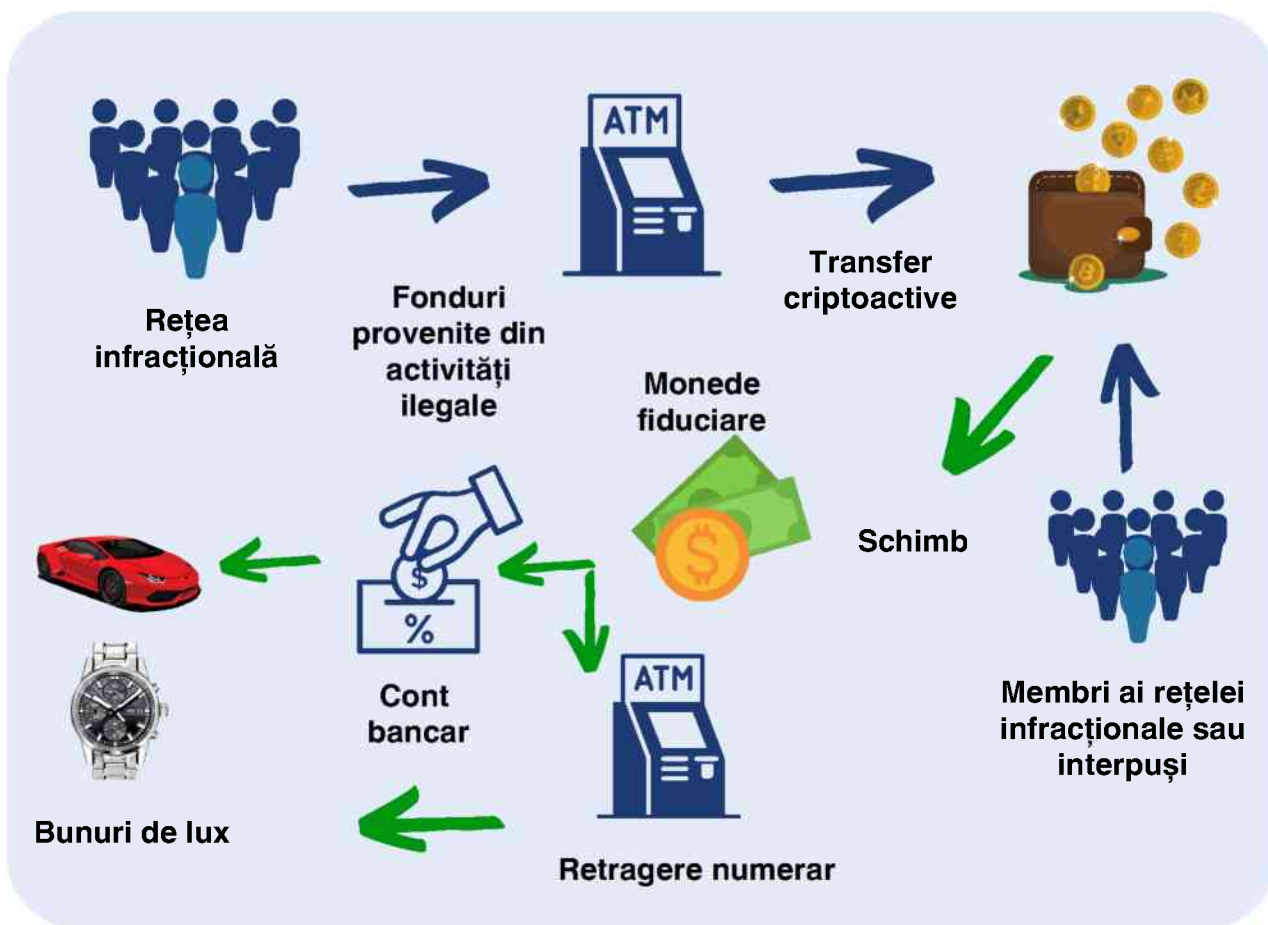 ATM
Rețea
infracțională
Fonduri
provenite din
activități
ilegale
Transfer
criptoactive
Monede
fiduciare
$
Schimb
$
%
Cont
bancar
ATM
Retragere numerar
Membri ai rețelei
infracționale sau
interpuși
Bunuri de lux